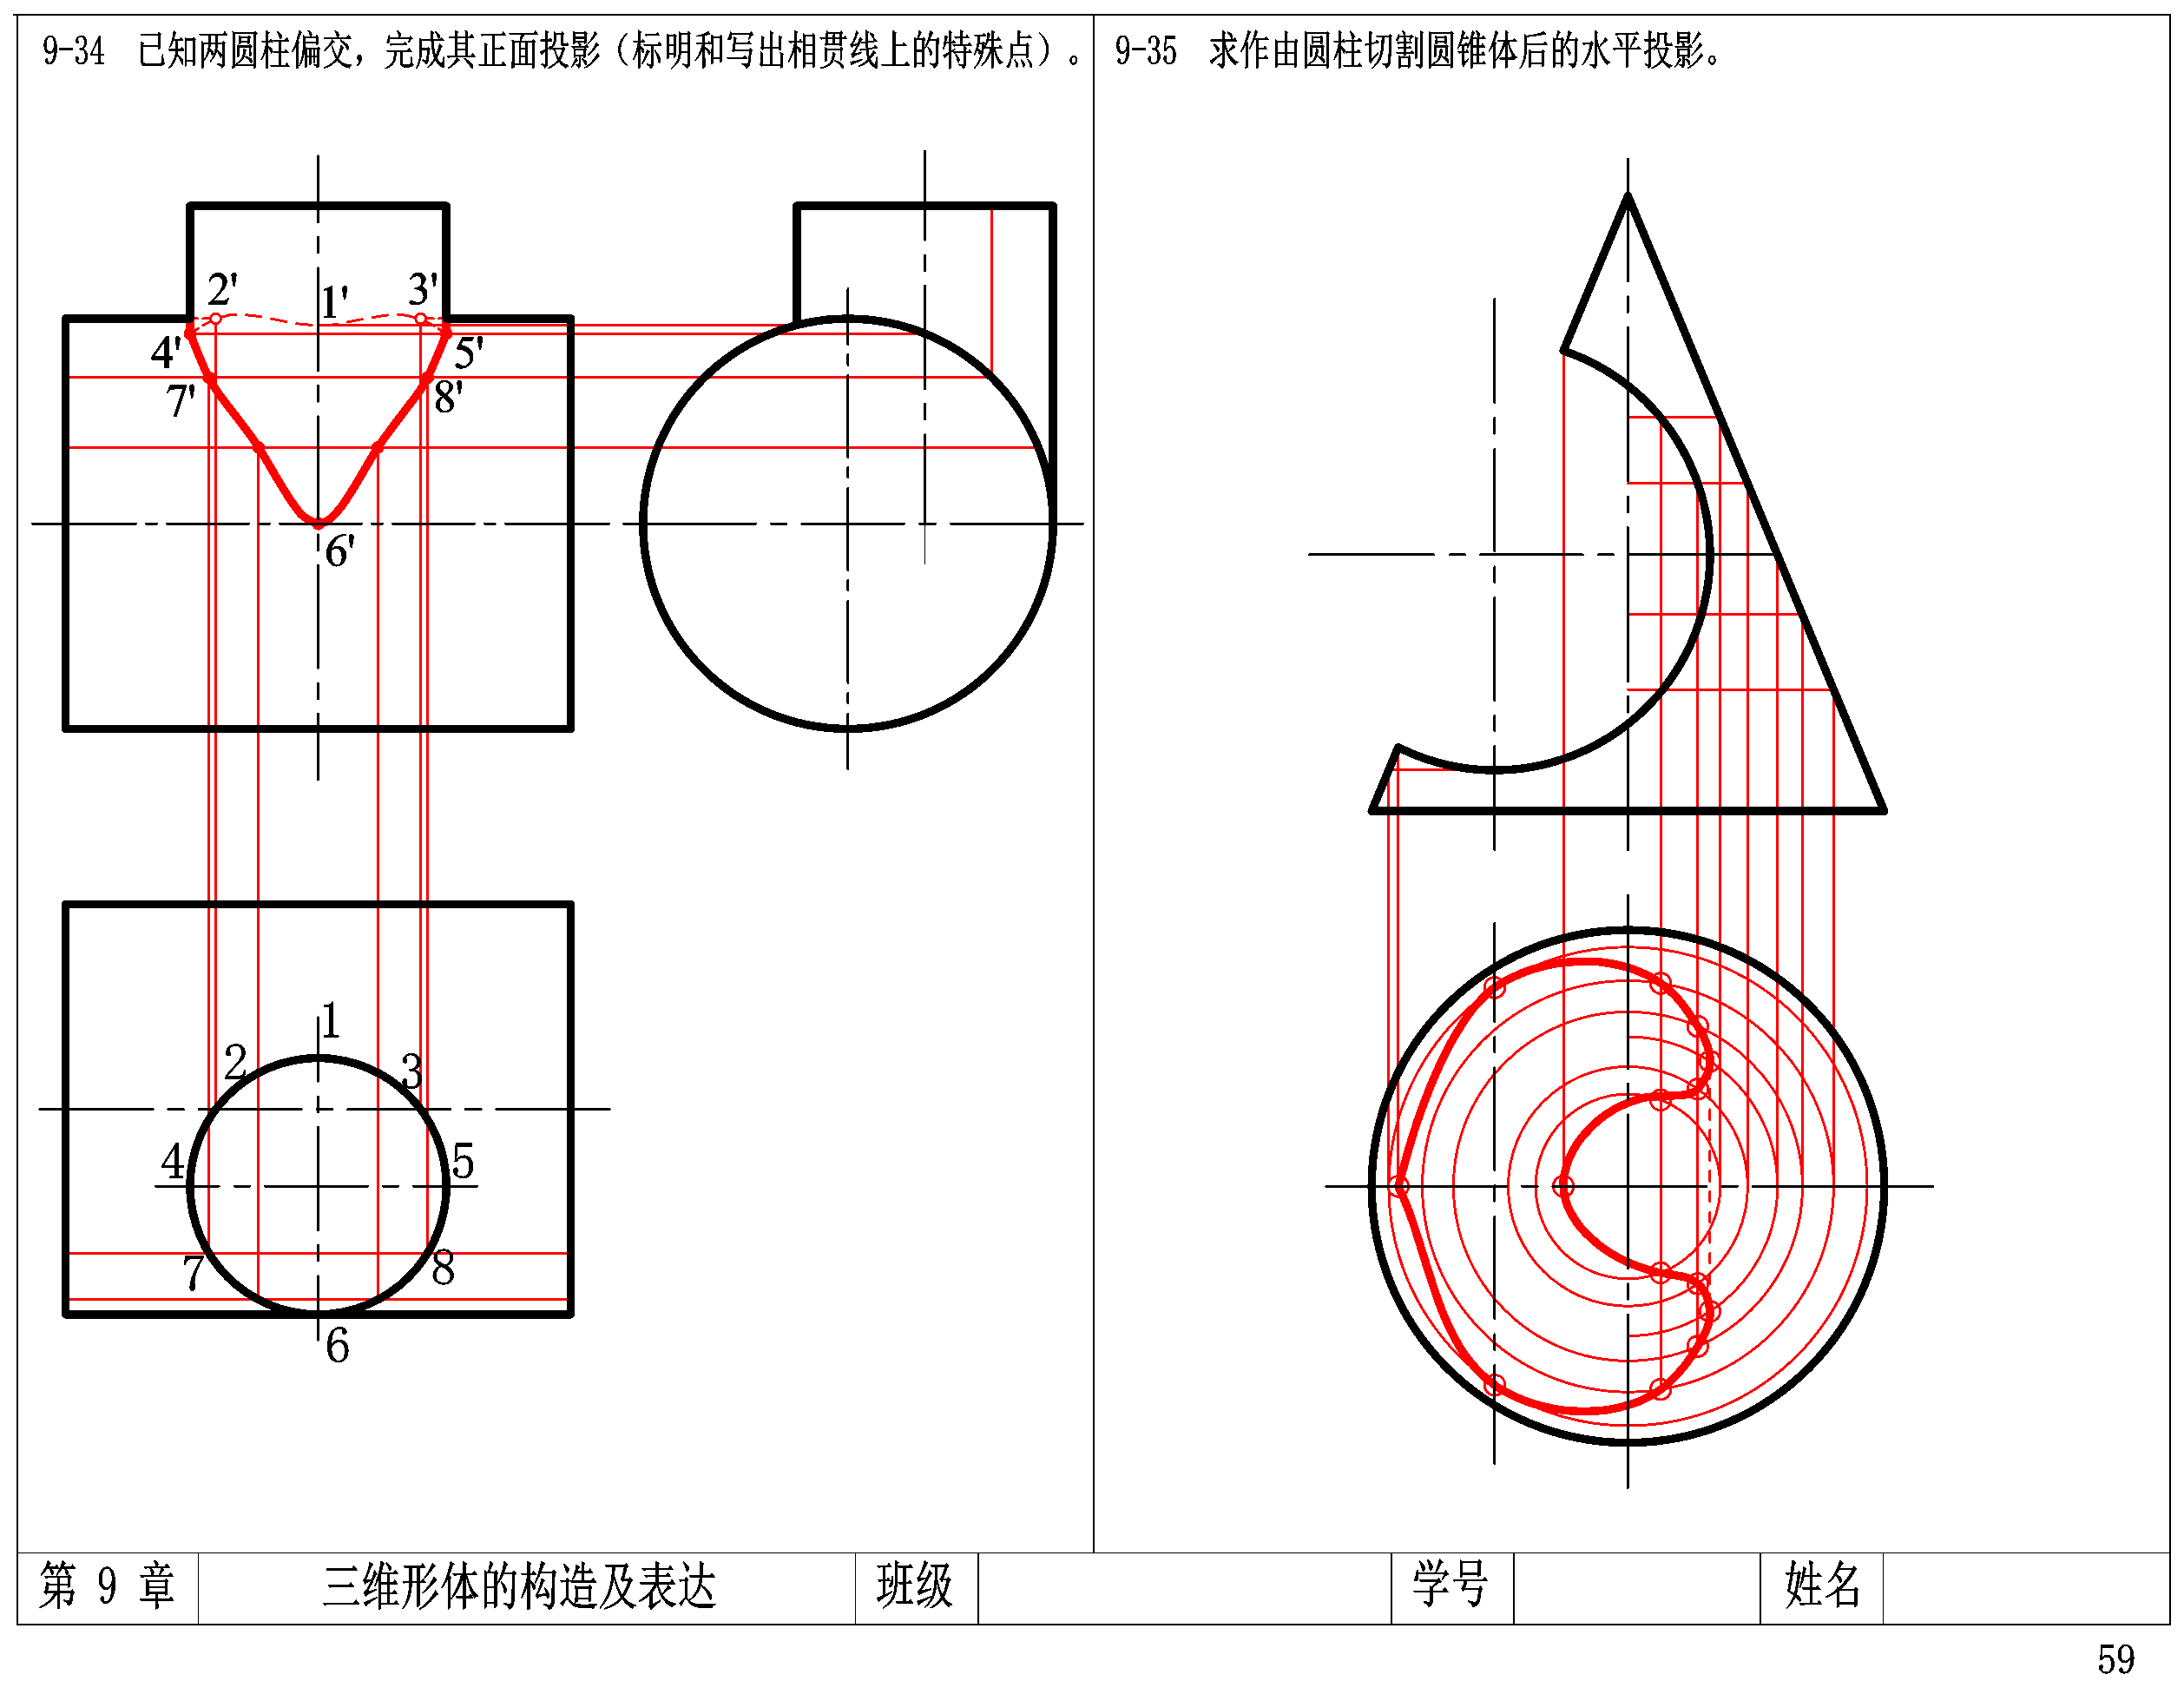 9-34 已知两圆柱偏交，完成其正面投影（标明和写出相贯线上的特殊点）。
2' 1' 3'
4' 5'
7' 8'
6'
1
2 3
4 5
7 8
6
9-35 求作由圆柱切割圆锥体后的水平投影。
第 9 章 三维形体的构造及表达 班级 学号 姓名
59